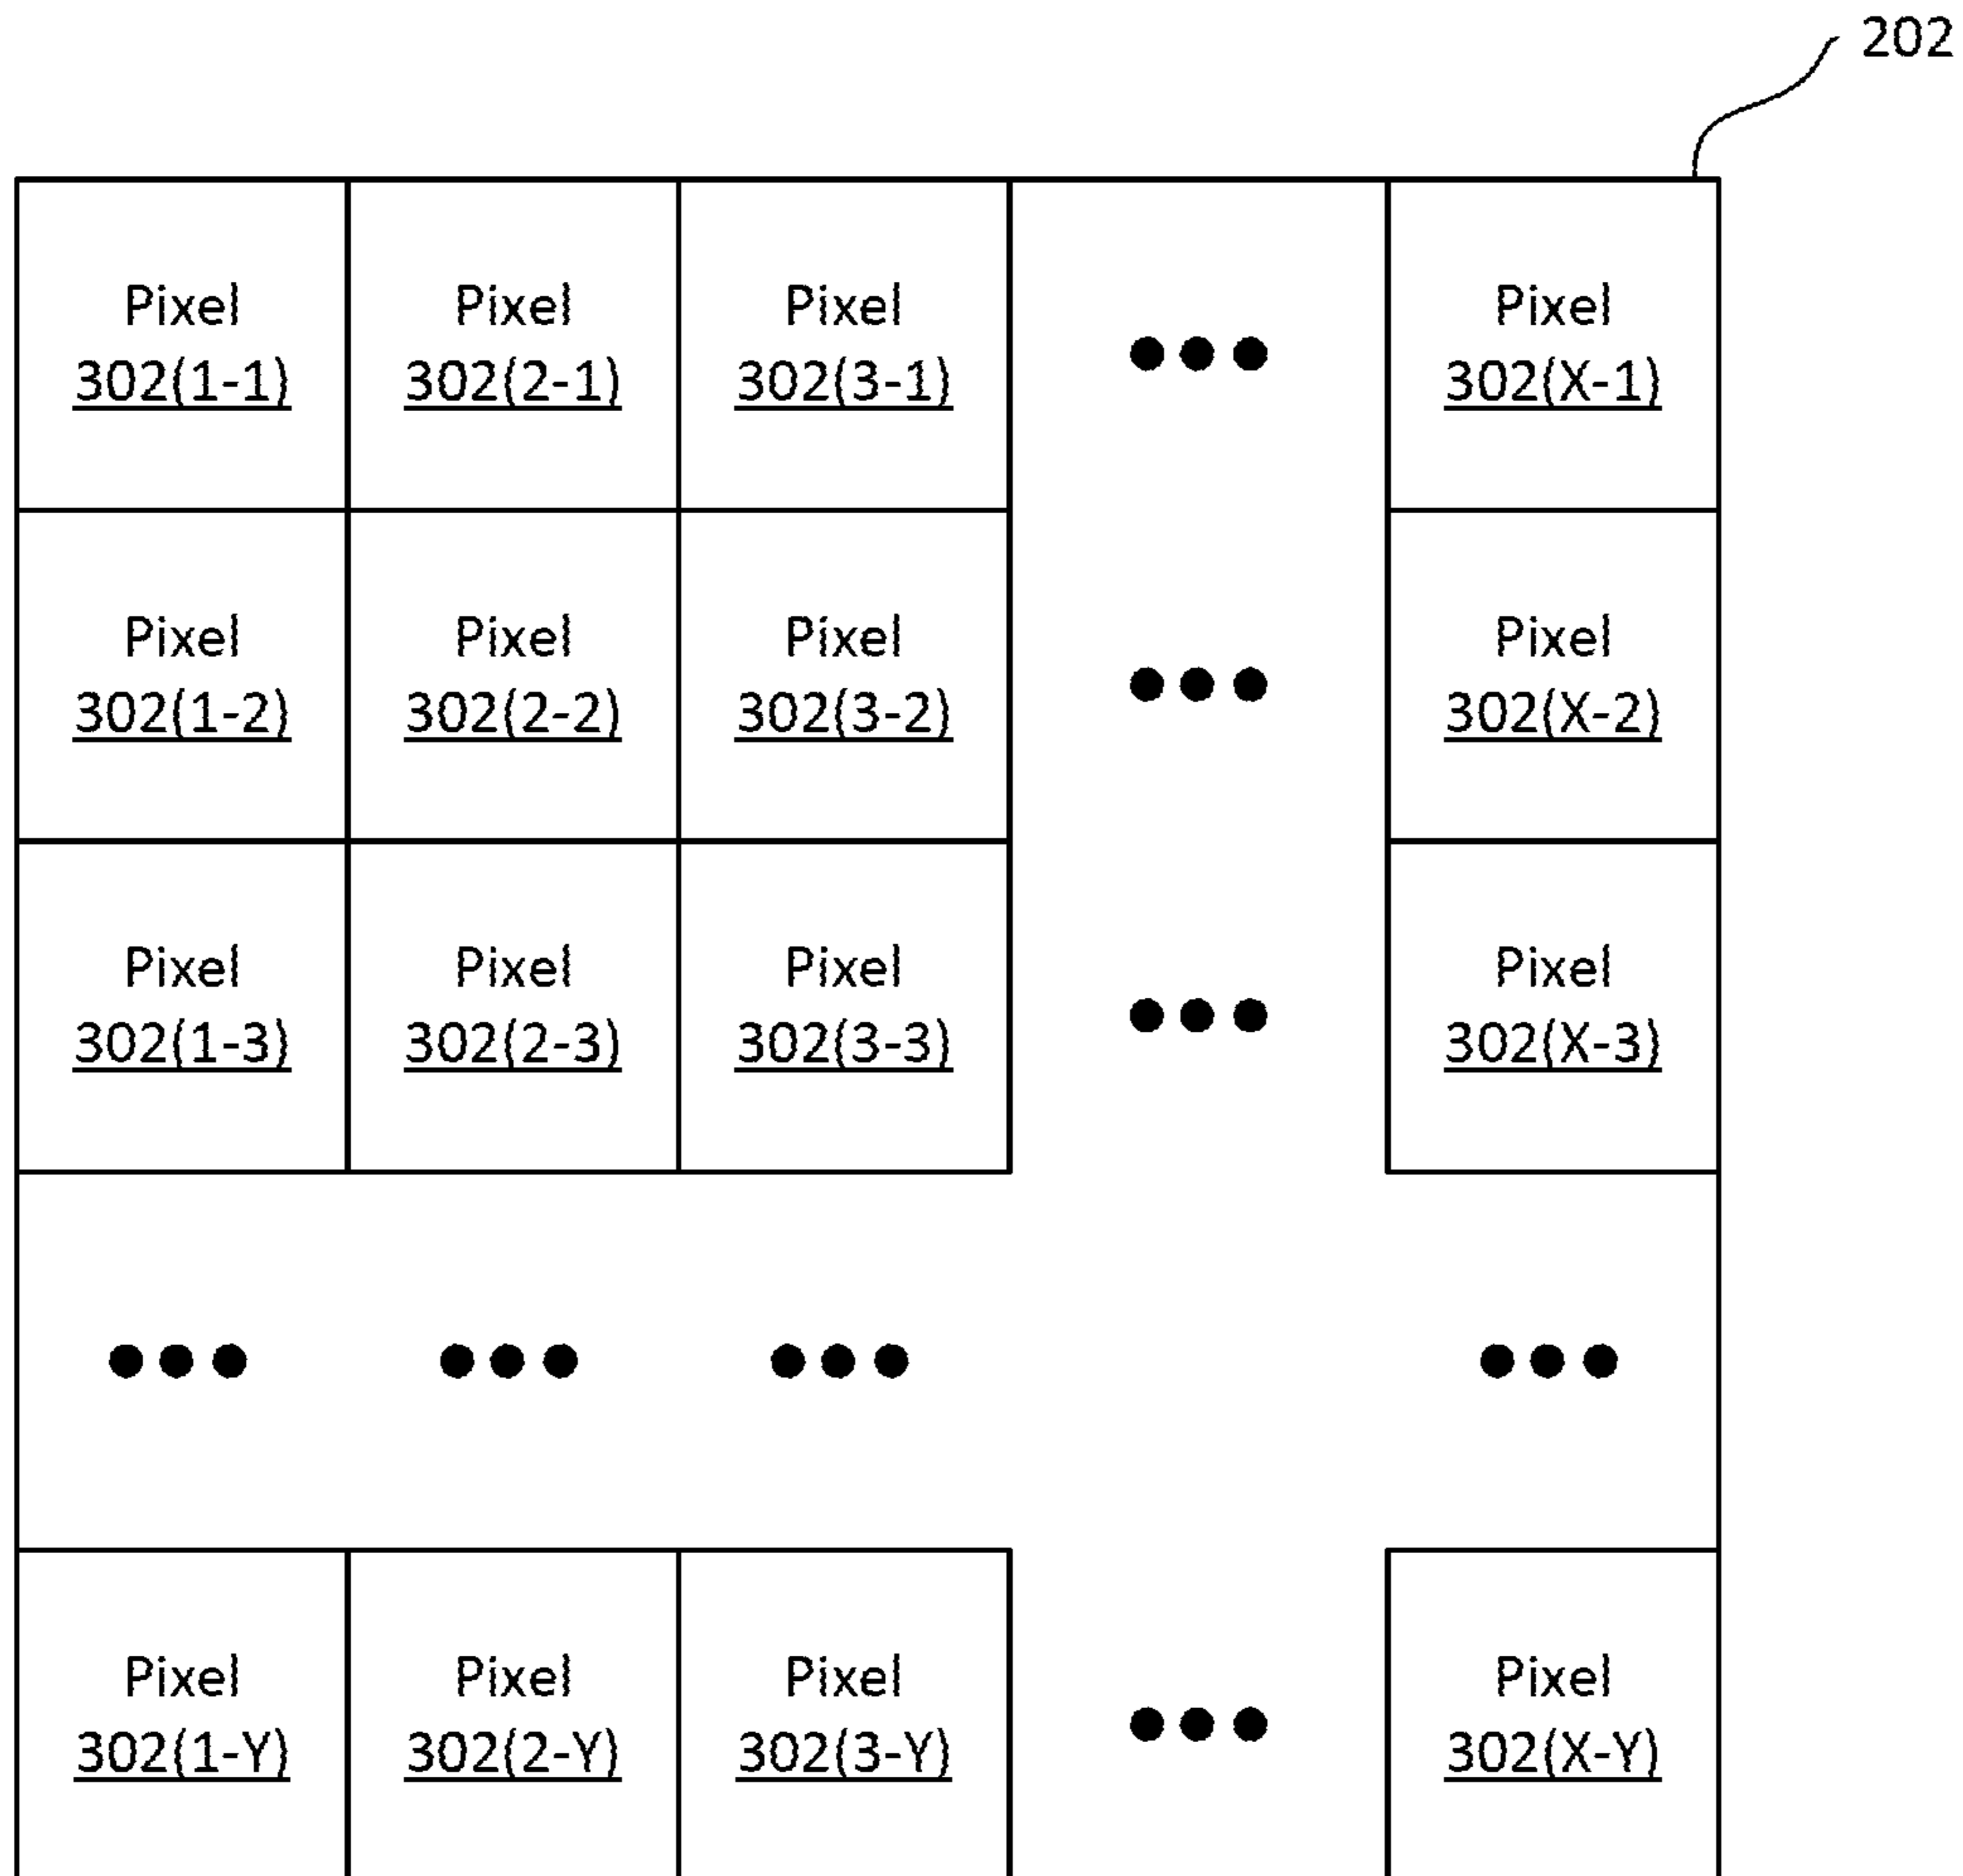 202
Pixel Pixel Pixel ●●● Pixel
302(1-1) 302(2-1) 302(3-1) 302(X-1)
Pixel Pixel Pixel ●●● Pixel
302(1-2) 302(2-2) 302(3-2) 302(X-2)
Pixel Pixel Pixel ●●● Pixel
302(1-3) 302(2-3) 302(3-3) 302(X-3)
●●● ●●● ●●● ●●●
Pixel Pixel Pixel ●●● Pixel
302(1-Y) 302(2-Y) 302(3-Y) 302(X-Y)